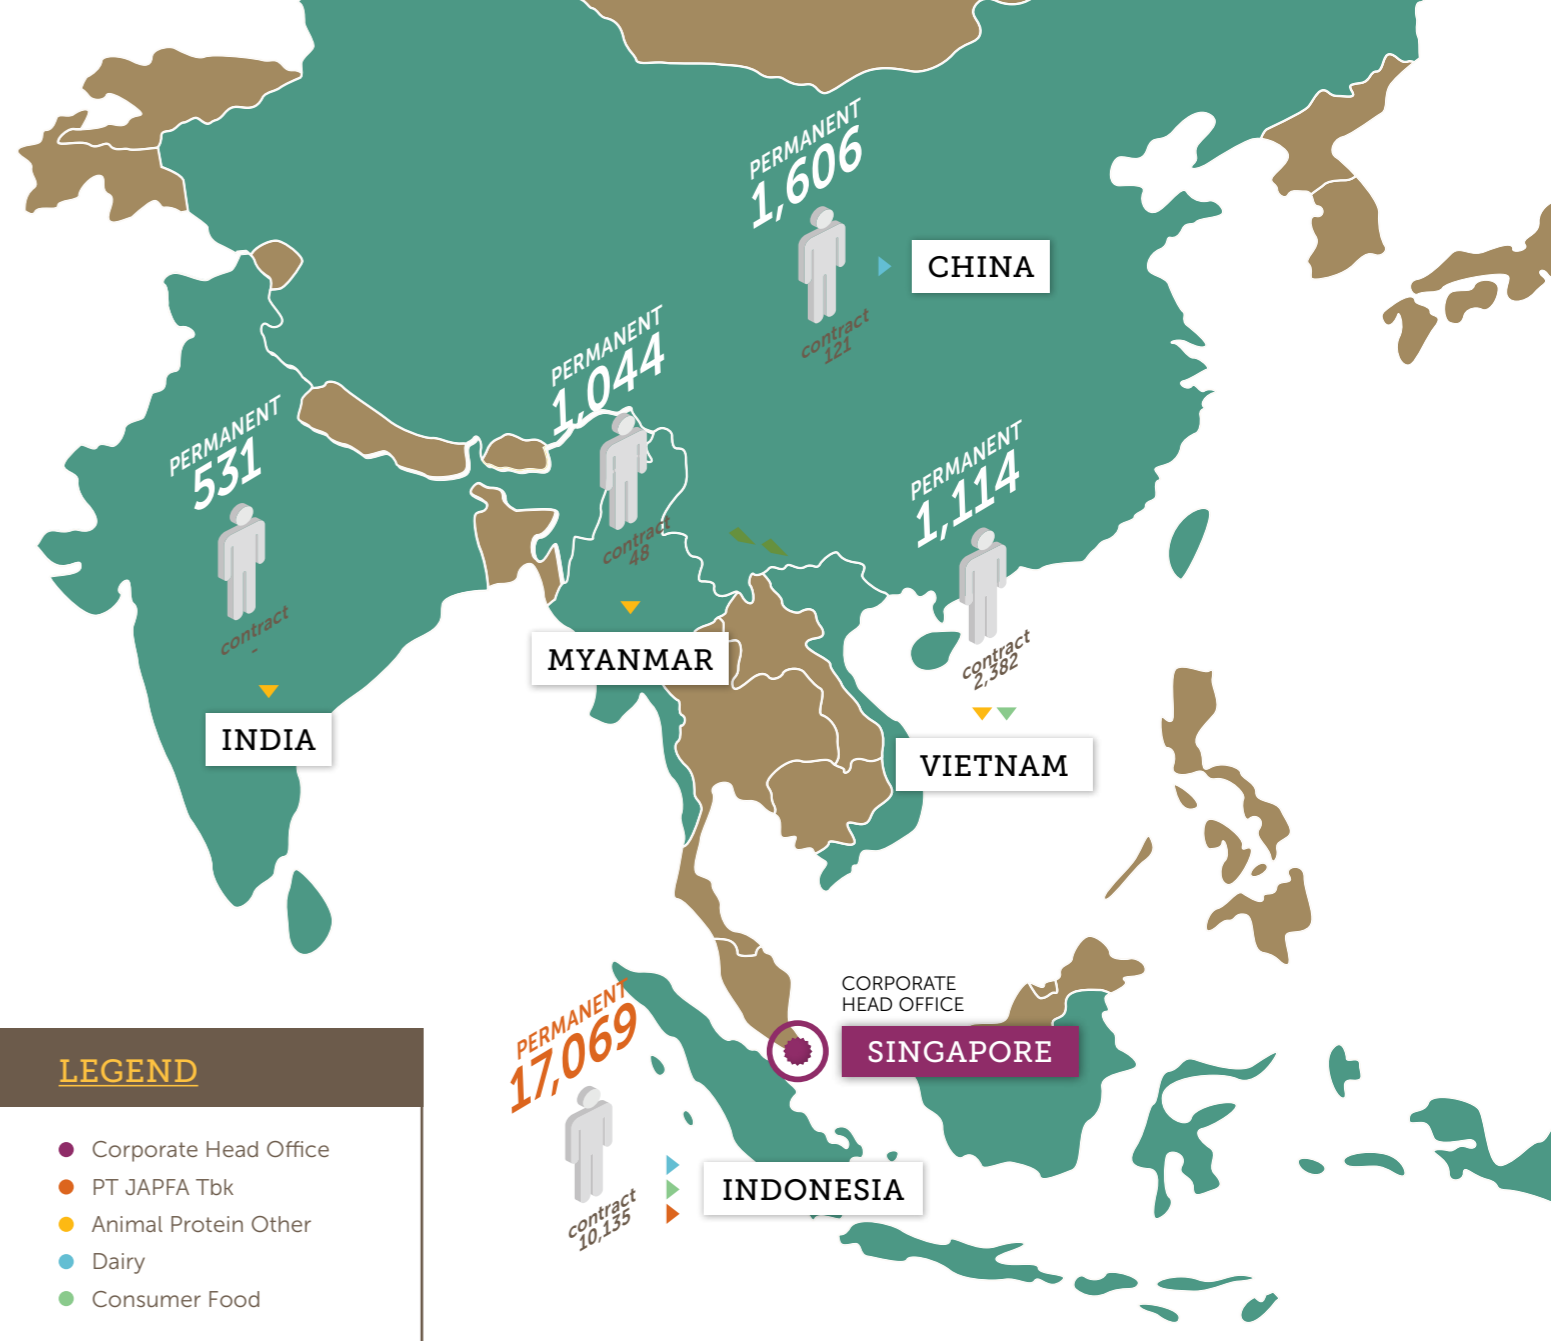 PERMANENT
1,606
CHINA
contract
121
PERMANENT
1,044
contract
48
MYANMAR
PERMANENT
531
contract
-
INDIA
PERMANENT
1,114
contract
2,382
VIETNAM
CORPORATE
HEAD OFFICE
SINGAPORE
PERMANENT
17,069
contract
10,135
INDONESIA
LEGEND
Corporate Head Office
PT JAPFA Tbk
Animal Protein Other
Dairy
Consumer Food